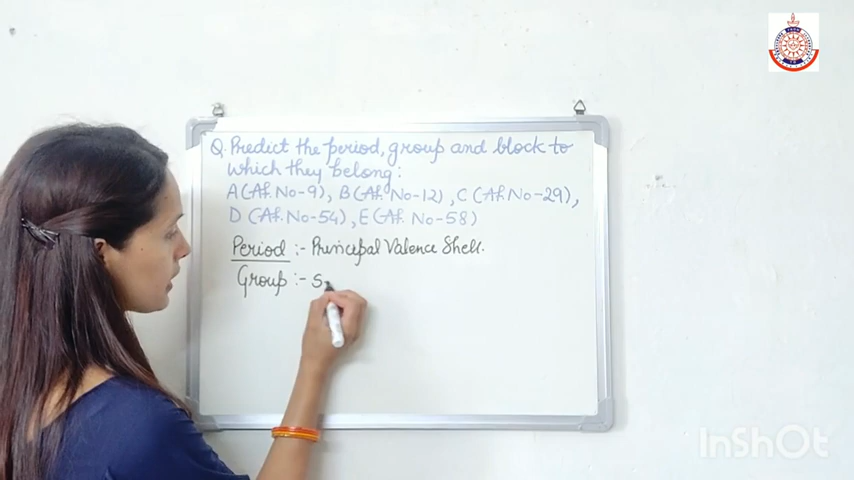 Q. Predict the period, group and block to
which they belong:
A(At. No-9), B(At. No-12), C(At. No-29),
D (At. No-54), E(At. No-58)
Period :- Principal Valence Shell.
Group :- S
InShOt